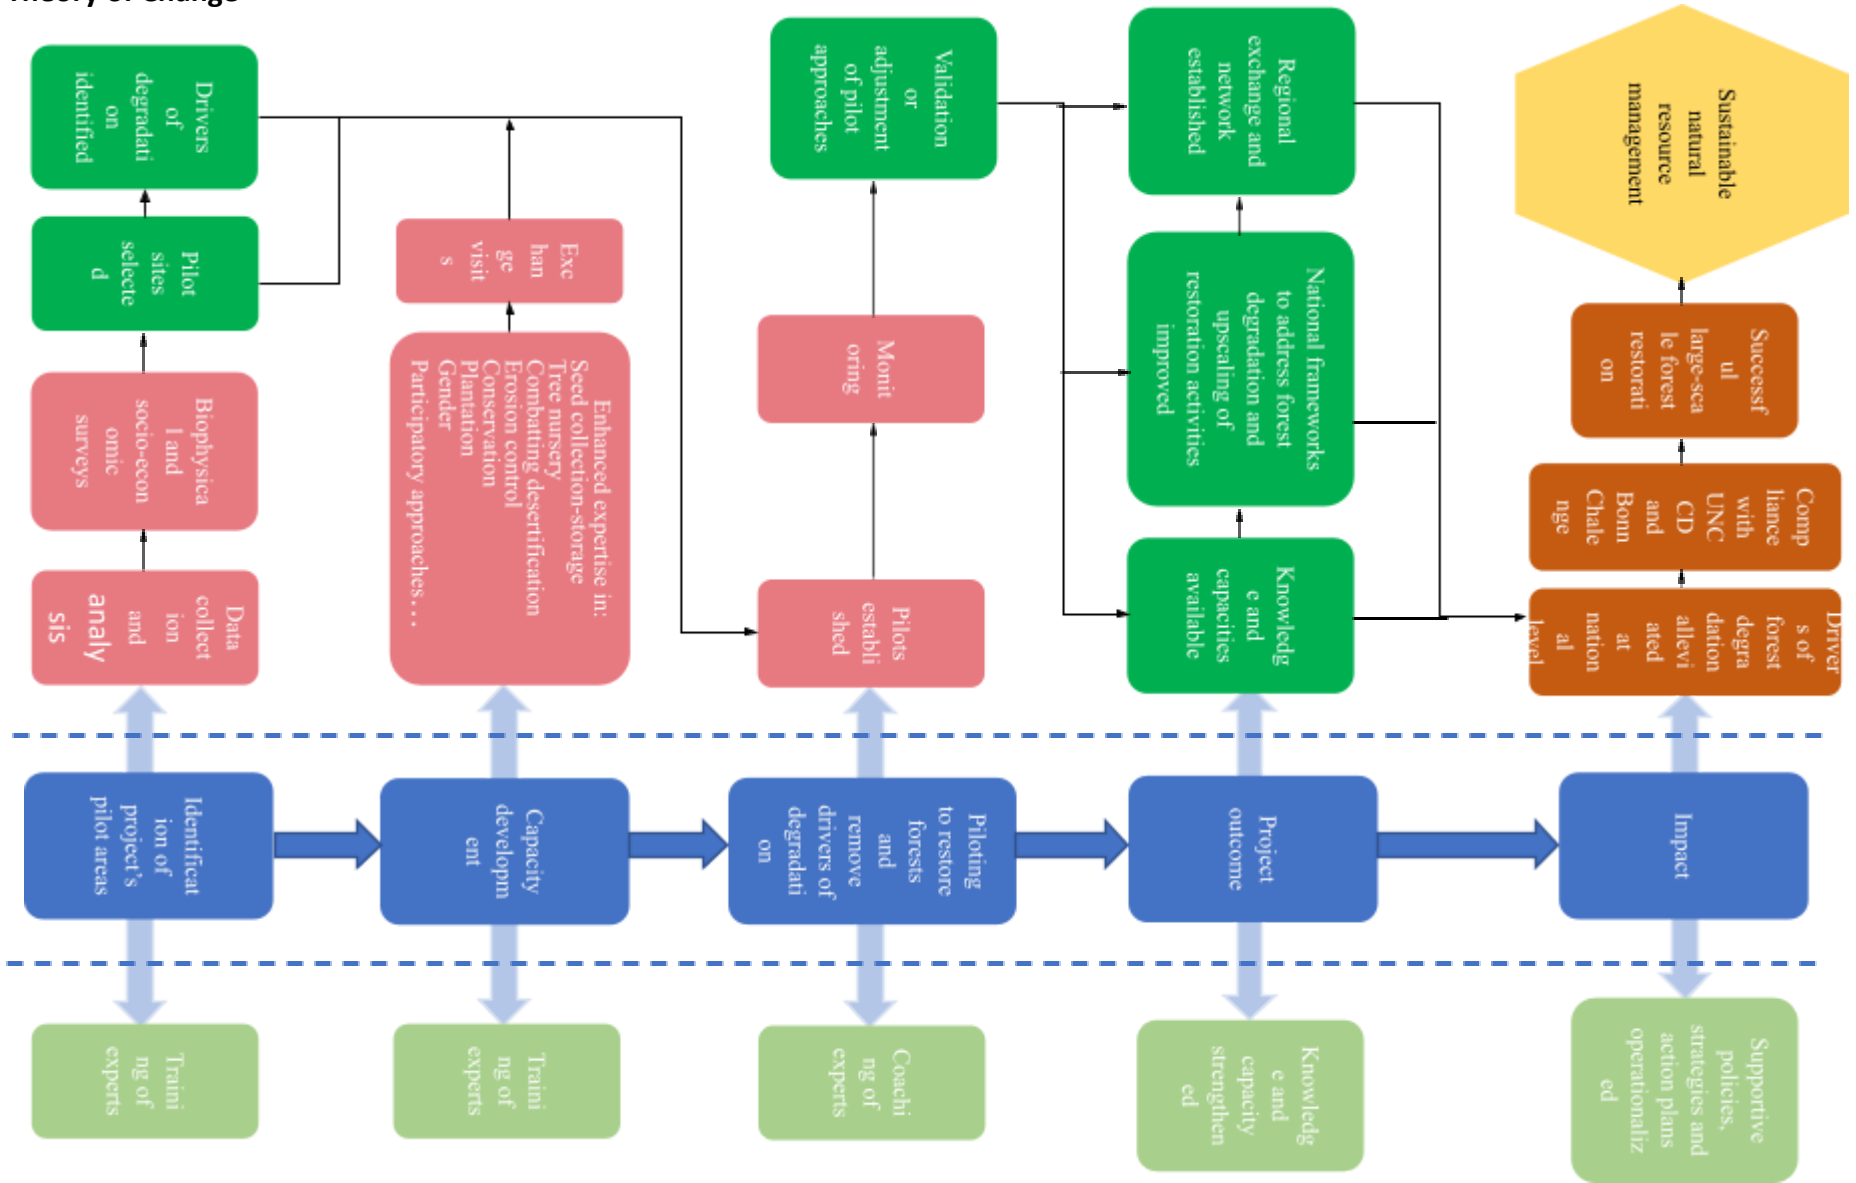 Theory of Change
Drivers
of
degradati
on
identified
Pilot
sites
selecte
d
Biophysica
l and
socio-econ
omic
surveys
Data
collect
ion
and
analy
sis
Exc
han
ge
visit
s
Enhanced expertise in:
Seed collection-storage
Tree nursery
Combatting desertification
Erosion control
Conservation
Plantation
Gender
Participatory approaches…
Validation
or
adjustment
of pilot
approaches
Monit
oring
Pilots
establi
shed
Regional
exchange and
network
established
National frameworks
to address forest
degradation and
upscaling of
restoration activities
improved
Knowledg
e and
capacities
available
Sustainable
natural
resource
management
Successf
ul
large-sca
le forest
restorati
on
Comp
liance
with
UNC
CD
and
Bonn
Chale
nge
Driver
s of
forest
degra
dation
allevi
ated
at
nation
al
level
Identificat
ion of
project's
pilot areas
Capacity
developm
ent
Piloting
to restore
forests
and
remove
drivers of
degradati
on
Project
outcome
Impact
Traini
ng of
experts
Traini
ng of
experts
Coachi
ng of
experts
Knowledg
e and
capacity
strengthen
ed
Supportive
policies,
strategies and
action plans
operationaliz
ed